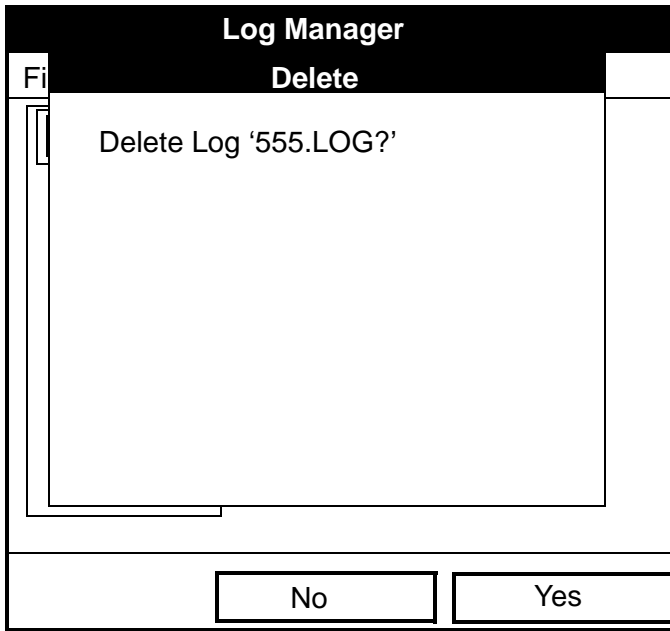 Log Manager
Fi
Delete
Delete Log ‘555.LOG?’
No
Yes